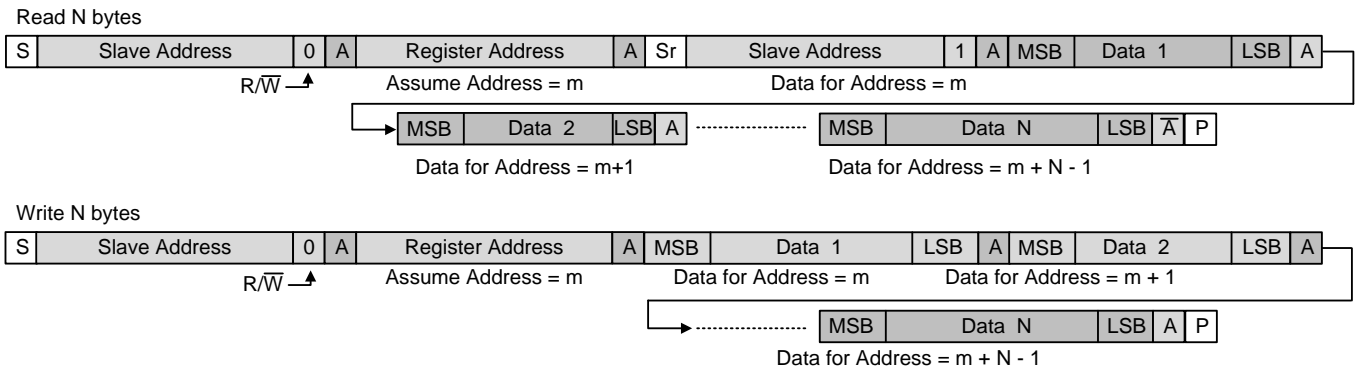 Read N bytes
S Slave Address 0 A Register Address A Sr Slave Address 1 A MSB Data 1 LSB A
R/W̅ Assume Address = m Data for Address = m
MSB Data 2 LSB A MSB Data N LSB A̅ P
Data for Address = m+1 Data for Address = m + N - 1
Write N bytes
S Slave Address 0 A Register Address A MSB Data 1 LSB A MSB Data 2 LSB A
R/W̅ Assume Address = m Data for Address = m Data for Address = m + 1
MSB Data N LSB A P
Data for Address = m + N - 1